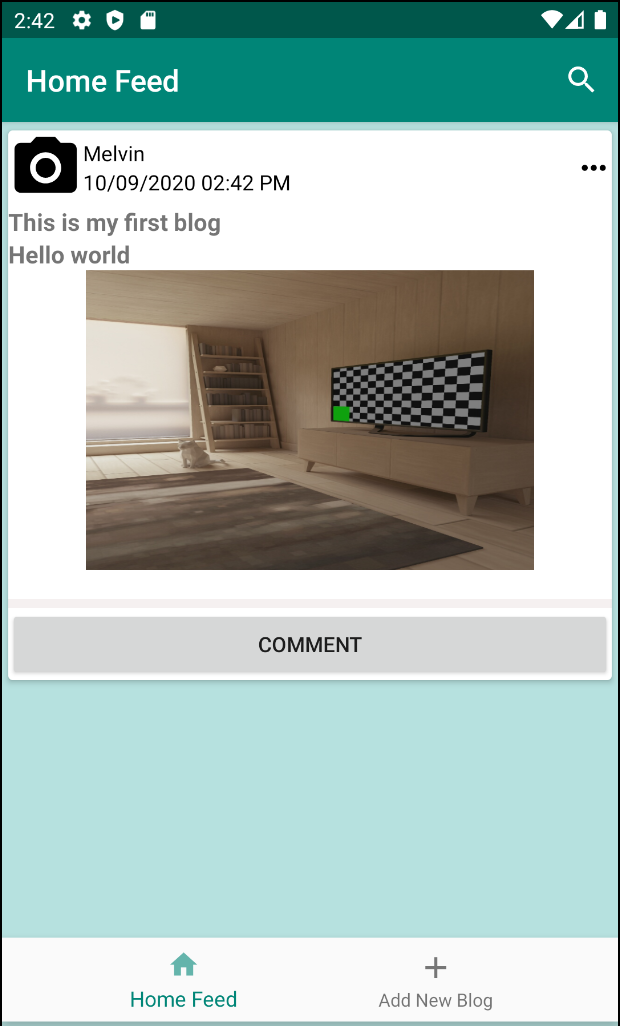 2:42
Home Feed
Melvin
10/09/2020 02:42 PM
This is my first blog
Hello world
COMMENT
Home Feed
Add New Blog